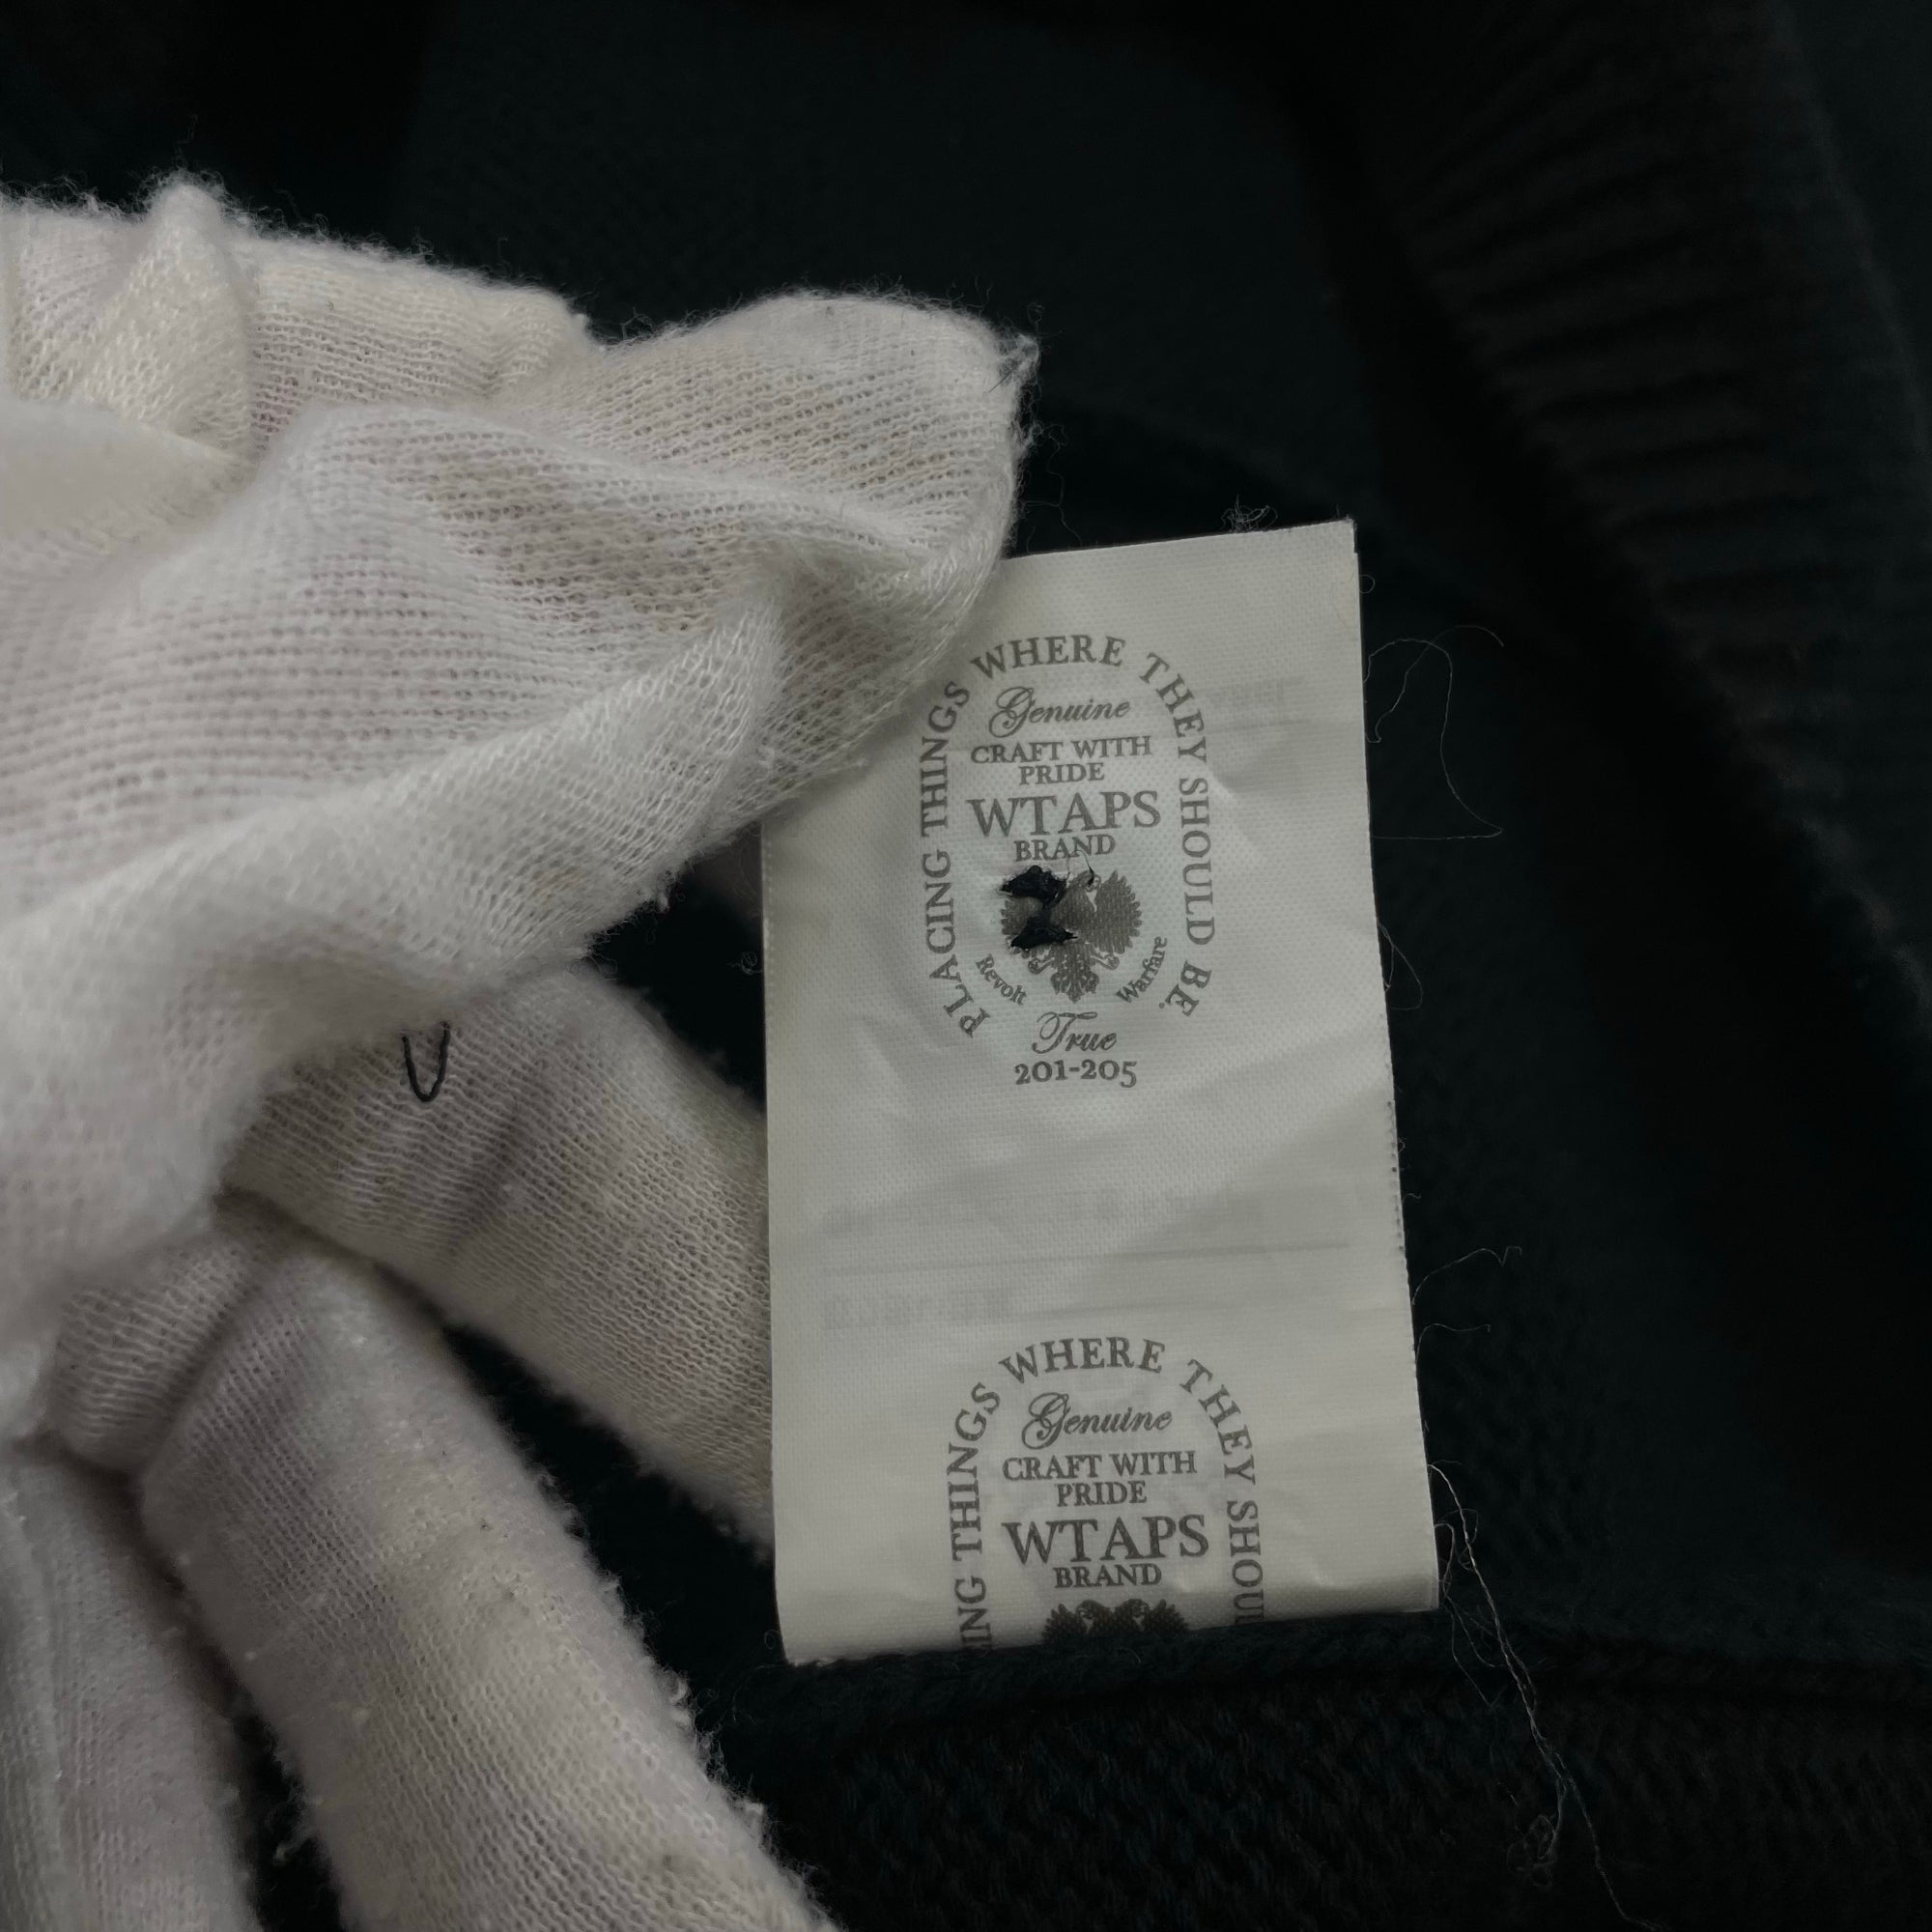 PLACING THINGS WHERE THEY SHOULD BE.
Genuine
CRAFT WITH
PRIDE
WTAPS
BRAND
Revolt Warfare
True
201-205
THINGS WHERE THEY
Genuine
CRAFT WITH
PRIDE
WTAPS
BRAND